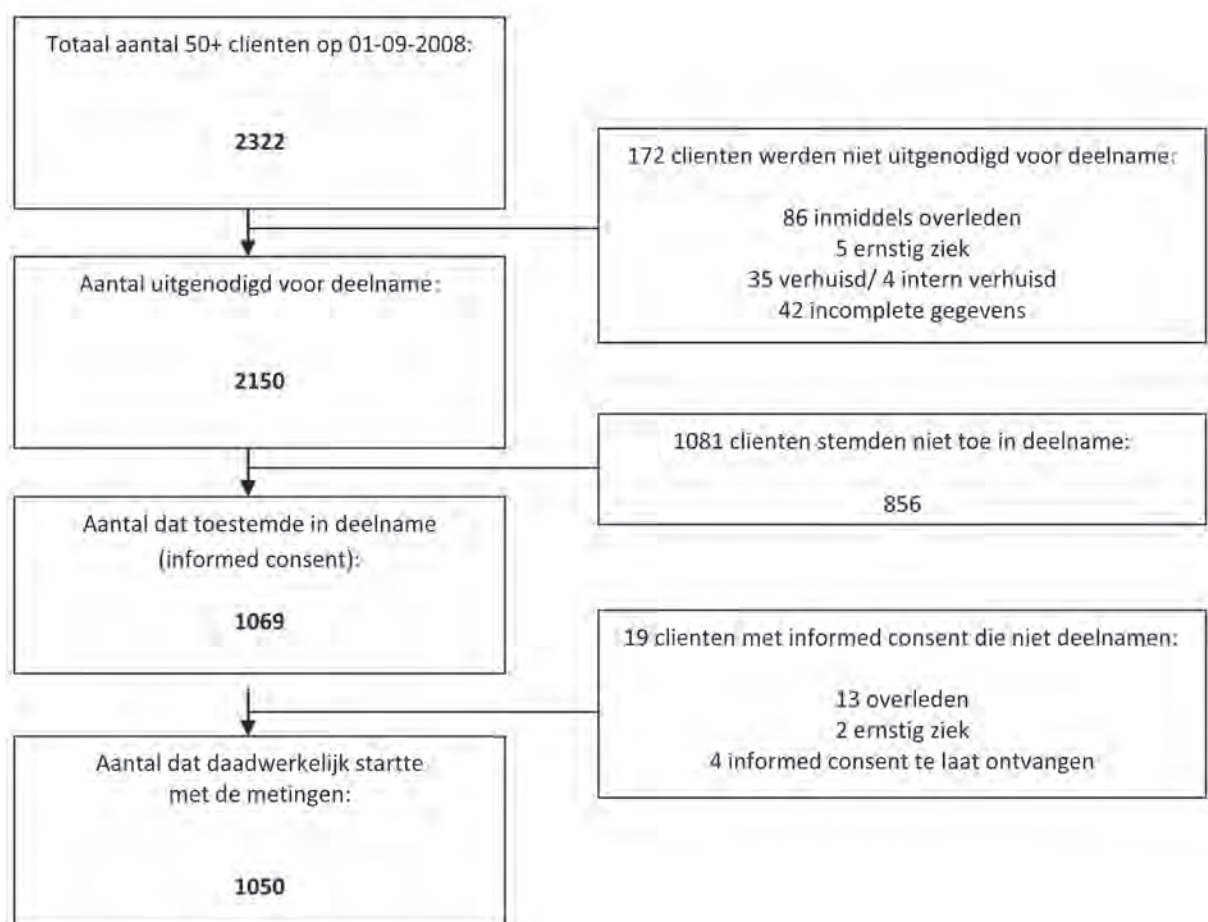 Totaal aantal 50+ clienten op 01-09-2008:
2322
172 clienten werden niet uitgenodigd voor deelname:
86 inmiddels overleden
5 ernstig ziek
35 verhuisd/ 4 intern verhuisd
42 incomplete gegevens
Aantal uitgenodigd voor deelname:
2150
1081 clienten stemden niet toe in deelname:
856
Aantal dat toestemde in deelname
(informed consent):
1069
19 clienten met informed consent die niet deelnamen:
13 overleden
2 ernstig ziek
4 informed consent te laat ontvangen
Aantal dat daadwerkelijk startte
met de metingen:
1050